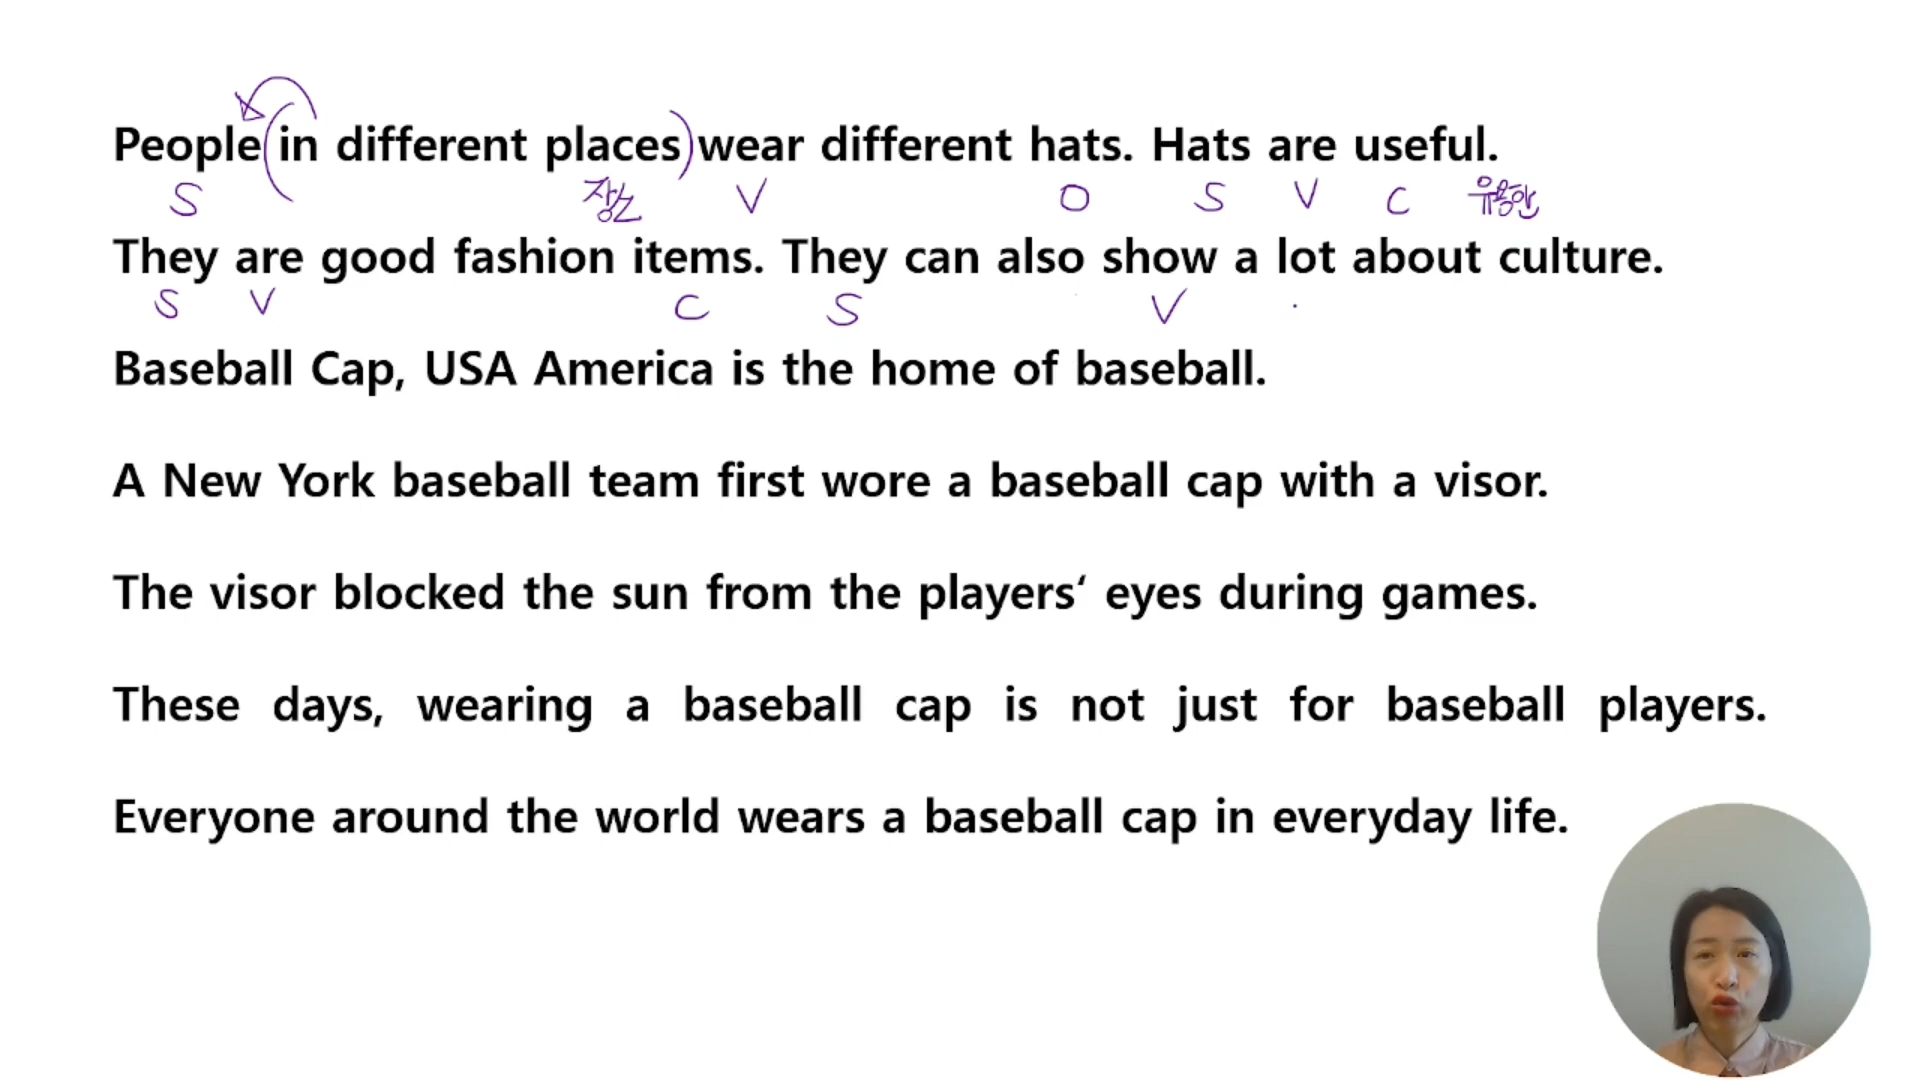 People (in different places) wear different hats. Hats are useful.
S 장소 V O S V C 유용한
They are good fashion items. They can also show a lot about culture.
S V C S V
Baseball Cap, USA America is the home of baseball.
A New York baseball team first wore a baseball cap with a visor.
The visor blocked the sun from the players‘ eyes during games.
These days, wearing a baseball cap is not just for baseball players.
Everyone around the world wears a baseball cap in everyday life.